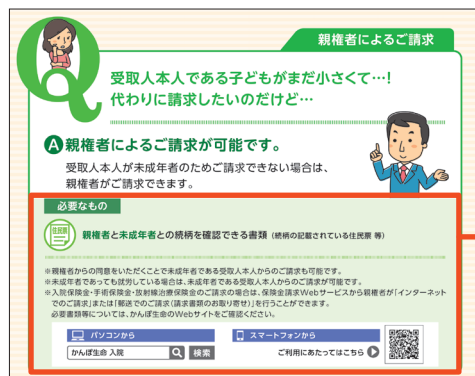 親権者によるご請求
Q
受取人本人である子どもがまだ小さくて…!
代わりに請求したいのだけど…
A 親権者によるご請求が可能です。
受取人本人が未成年者のためご請求できない場合は、
親権者がご請求できます。
必要なもの
住民票
親権者と未成年者との続柄を確認できる書類(続柄の記載されている住民票 等)
※親権者からの同意をいただくことで未成年者である受取人本人からのご請求も可能です。
※未成年者であっても就労している場合は、未成年者である受取人本人からのご請求が可能です。
※入院保険金・手術保険金・放射線治療保険金のご請求の場合は、保険金請求Webサービスから親権者が「インターネット
でのご請求」または「郵送でのご請求(請求書類のお取り寄せ)」を行うことができます。
必要書類等については、かんぽ生命のWebサイトをご確認ください。
パソコンから
スマートフォンから
かんぽ生命 入院
検索
ご利用にあたってはこちら